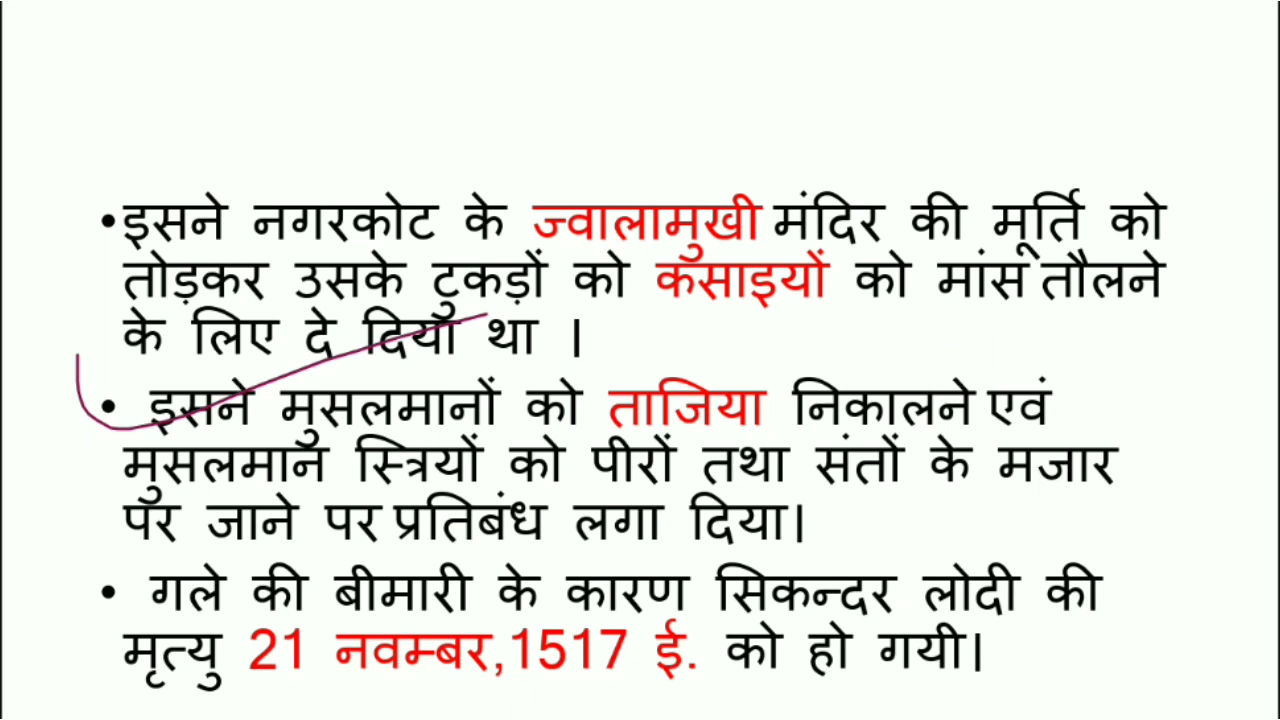 •इसने नगरकोट के ज्वालामुखी मंदिर की मूर्ति को
तोड़कर उसके टुकड़ों को कसाइयों को मांस तौलने
के लिए दे दिया था ।
• इसने मुसलमानों को ताजिया निकालने एवं
मुसलमान स्त्रियों को पीरों तथा संतों के मजार
पर जाने पर प्रतिबंध लगा दिया।
• गले की बीमारी के कारण सिकन्दर लोदी की
मृत्यु 21 नवम्बर,1517 ई. को हो गयी।